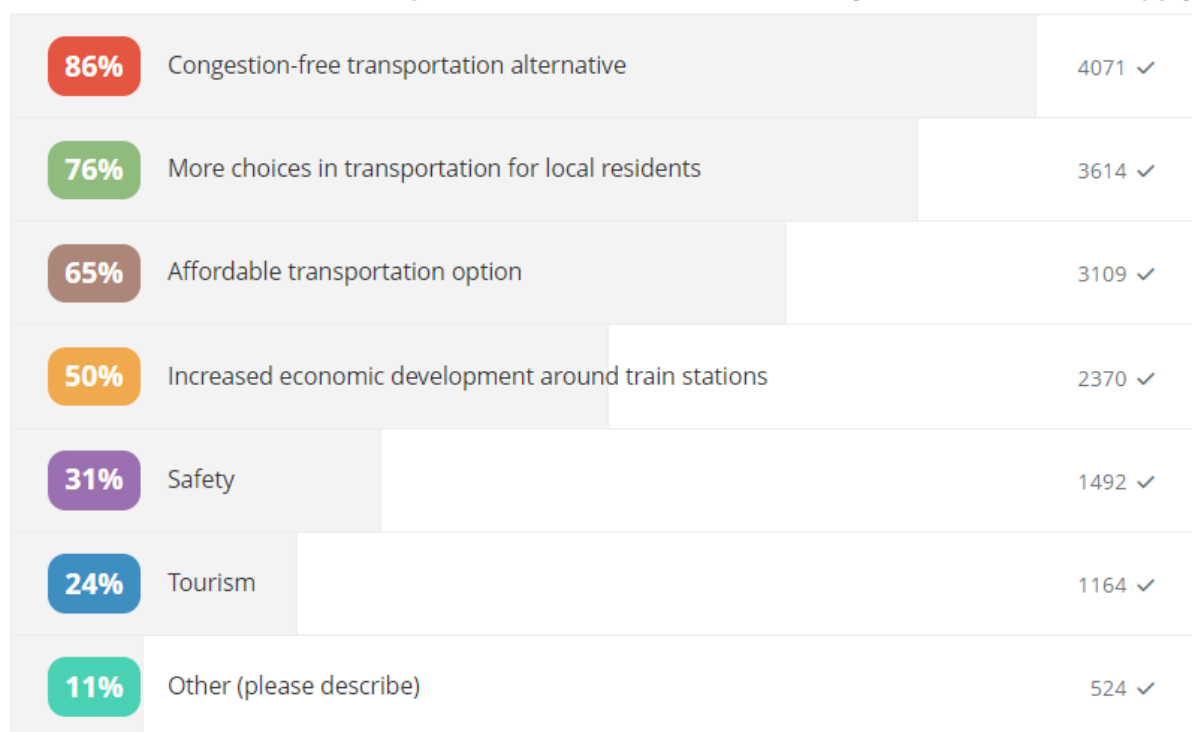 86% Congestion-free transportation alternative 4071 ✓
76% More choices in transportation for local residents 3614 ✓
65% Affordable transportation option 3109 ✓
50% Increased economic development around train stations 2370 ✓
31% Safety 1492 ✓
24% Tourism 1164 ✓
11% Other (please describe) 524 ✓